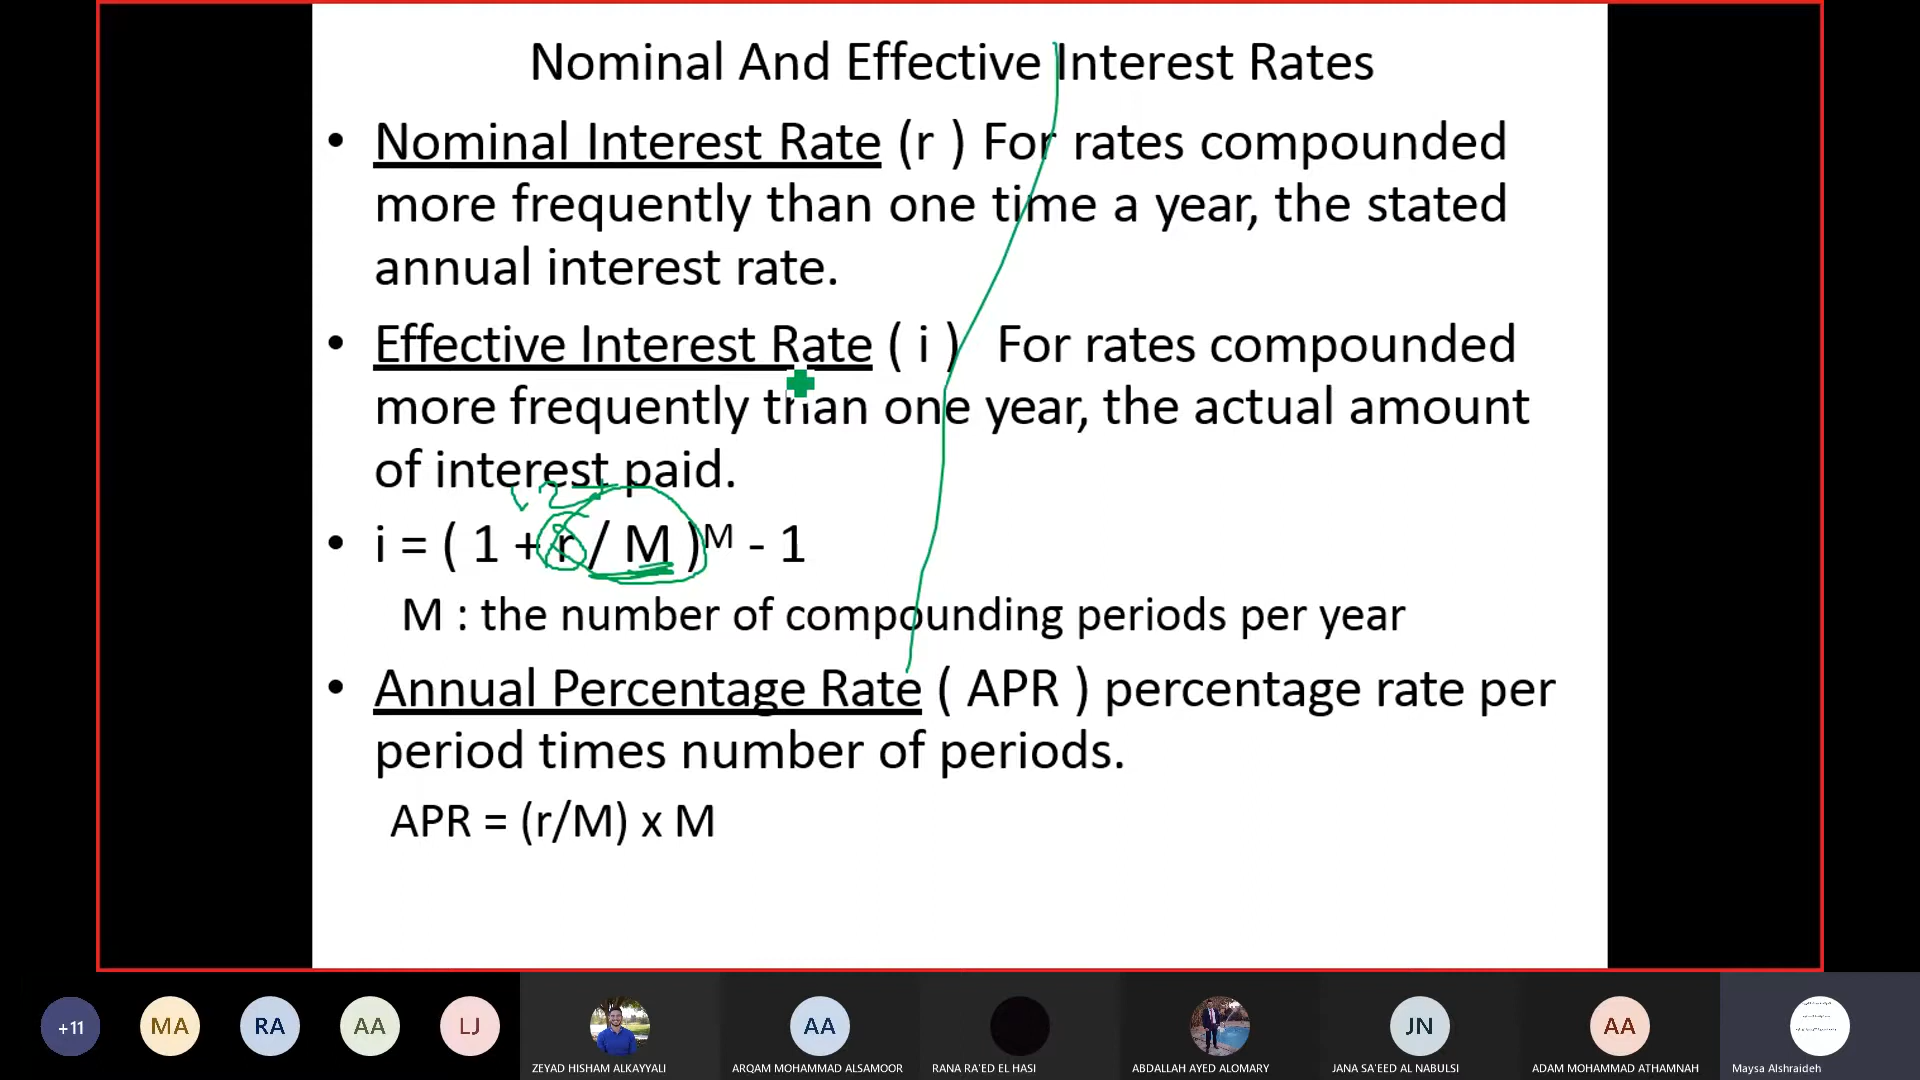 Nominal And Effective Interest Rates
• Nominal Interest Rate (r ) For rates compounded
more frequently than one time a year, the stated
annual interest rate.
• Effective Interest Rate ( i ) For rates compounded
more frequently than one year, the actual amount
of interest paid.
• i = ( 1 + r / M )ᴹ - 1
M : the number of compounding periods per year
• Annual Percentage Rate ( APR ) percentage rate per
period times number of periods.
APR = (r/M) x M
+11 MA RA AA LJ AA JN AA
ZEYAD HISHAM ALKAYYALI ARQAM MOHAMMAD ALSAMOOR RANA RA'ED EL HASI ABDALLAH AYED ALOMARY JANA SA'EED AL NABULSI ADAM MOHAMMAD ATHAMNAH Maysa Alshraideh